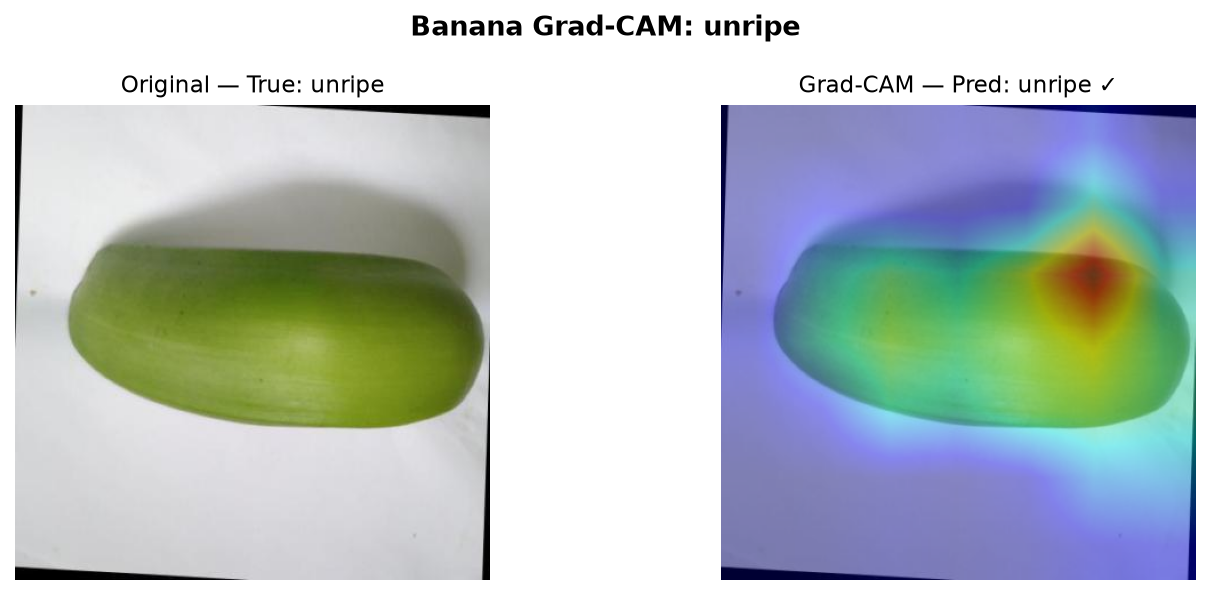 Banana Grad-CAM: unripe
Original — True: unripe
Grad-CAM — Pred: unripe ✓